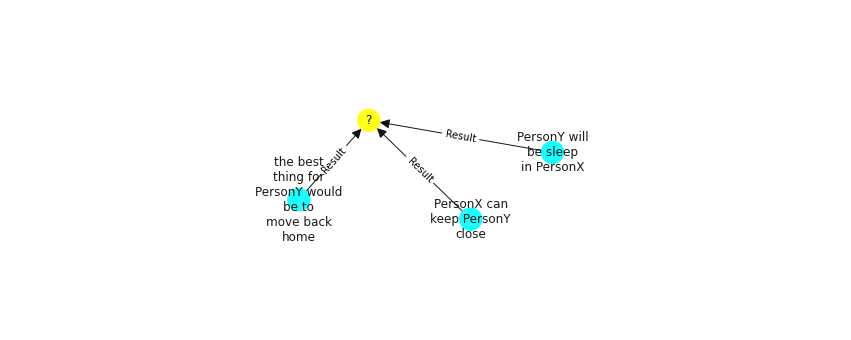 ?
Result
PersonY will
be sleep
in PersonX
Result
Result
the best
thing for
PersonY would
be to
move back
home
PersonX can
keep PersonY
close